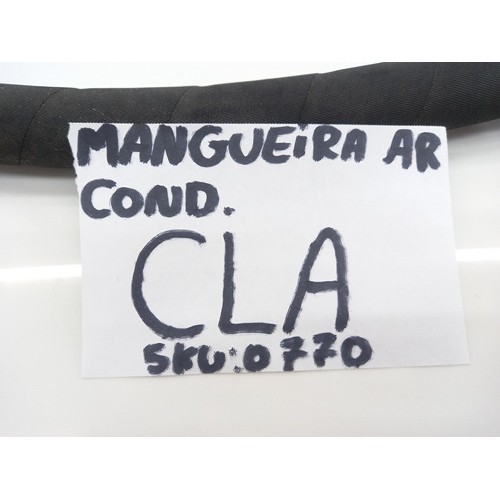 MANGUEiRA AR
COND.
CLA
SKU:0770